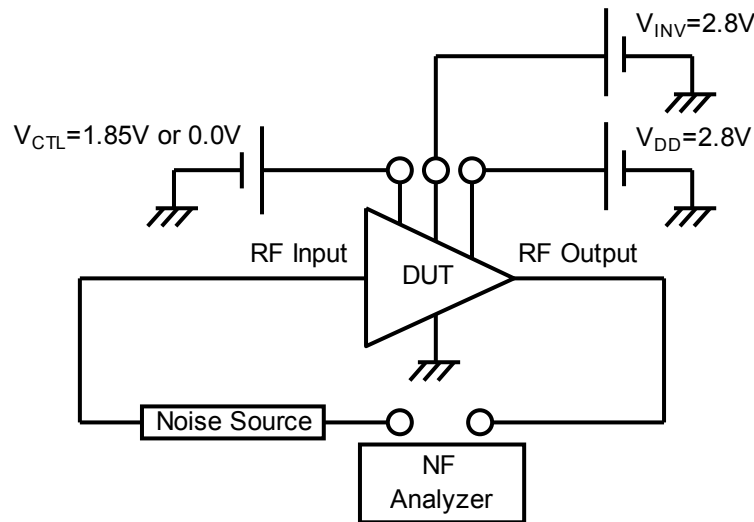 V_INV=2.8V
V_CTL=1.85V or 0.0V
V_DD=2.8V
RF Input
DUT
RF Output
Noise Source
NF
Analyzer